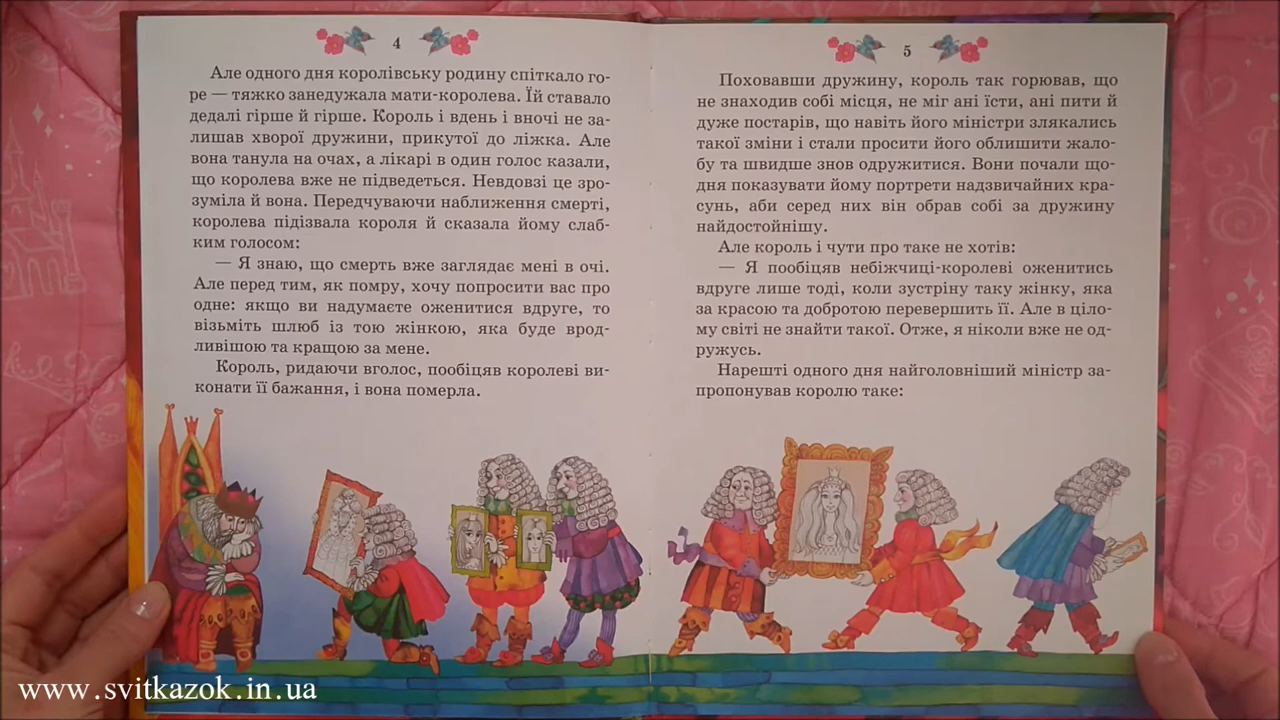 4
Але одного дня королівську родину спіткало го-
ре — тяжко занедужала мати-королева. Їй ставало
дедалі гірше й гірше. Король і вдень і вночі не за-
лишав хворої дружини, прикутої до ліжка. Але
вона танула на очах, а лікарі в один голос казали,
що королева вже не підведеться. Невдовзі це зро-
зуміла й вона. Передчуваючи наближення смерті,
королева підізвала короля й сказала йому слаб-
ким голосом:
— Я знаю, що смерть вже заглядає мені в очі.
Але перед тим, як помру, хочу попросити вас про
одне: якщо ви надумаєте оженитися вдруге, то
візьміть шлюб із тою жінкою, яка буде врод-
ливішою та кращою за мене.
Король, ридаючи вголос, пообіцяв королеві ви-
конати її бажання, і вона померла.
5
Поховавши дружину, король так горював, що
не знаходив собі місця, не міг ані їсти, ані пити й
дуже постарів, що навіть його міністри злякались
такої зміни і стали просити його облишити жало-
бу та швидше знов одружитися. Вони почали що-
дня показувати йому портрети надзвичайних кра-
сунь, аби серед них він обрав собі за дружину
найдостойнішу.
Але король і чути про таке не хотів:
— Я пообіцяв небіжчиці-королеві оженитись
вдруге лише тоді, коли зустріну таку жінку, яка
за красою та добротою перевершить її. Але в ціло-
му світі не знайти такої. Отже, я ніколи вже не од-
ружусь.
Нарешті одного дня найголовніший міністр за-
пропонував королю таке:
www.svitkazok.in.ua